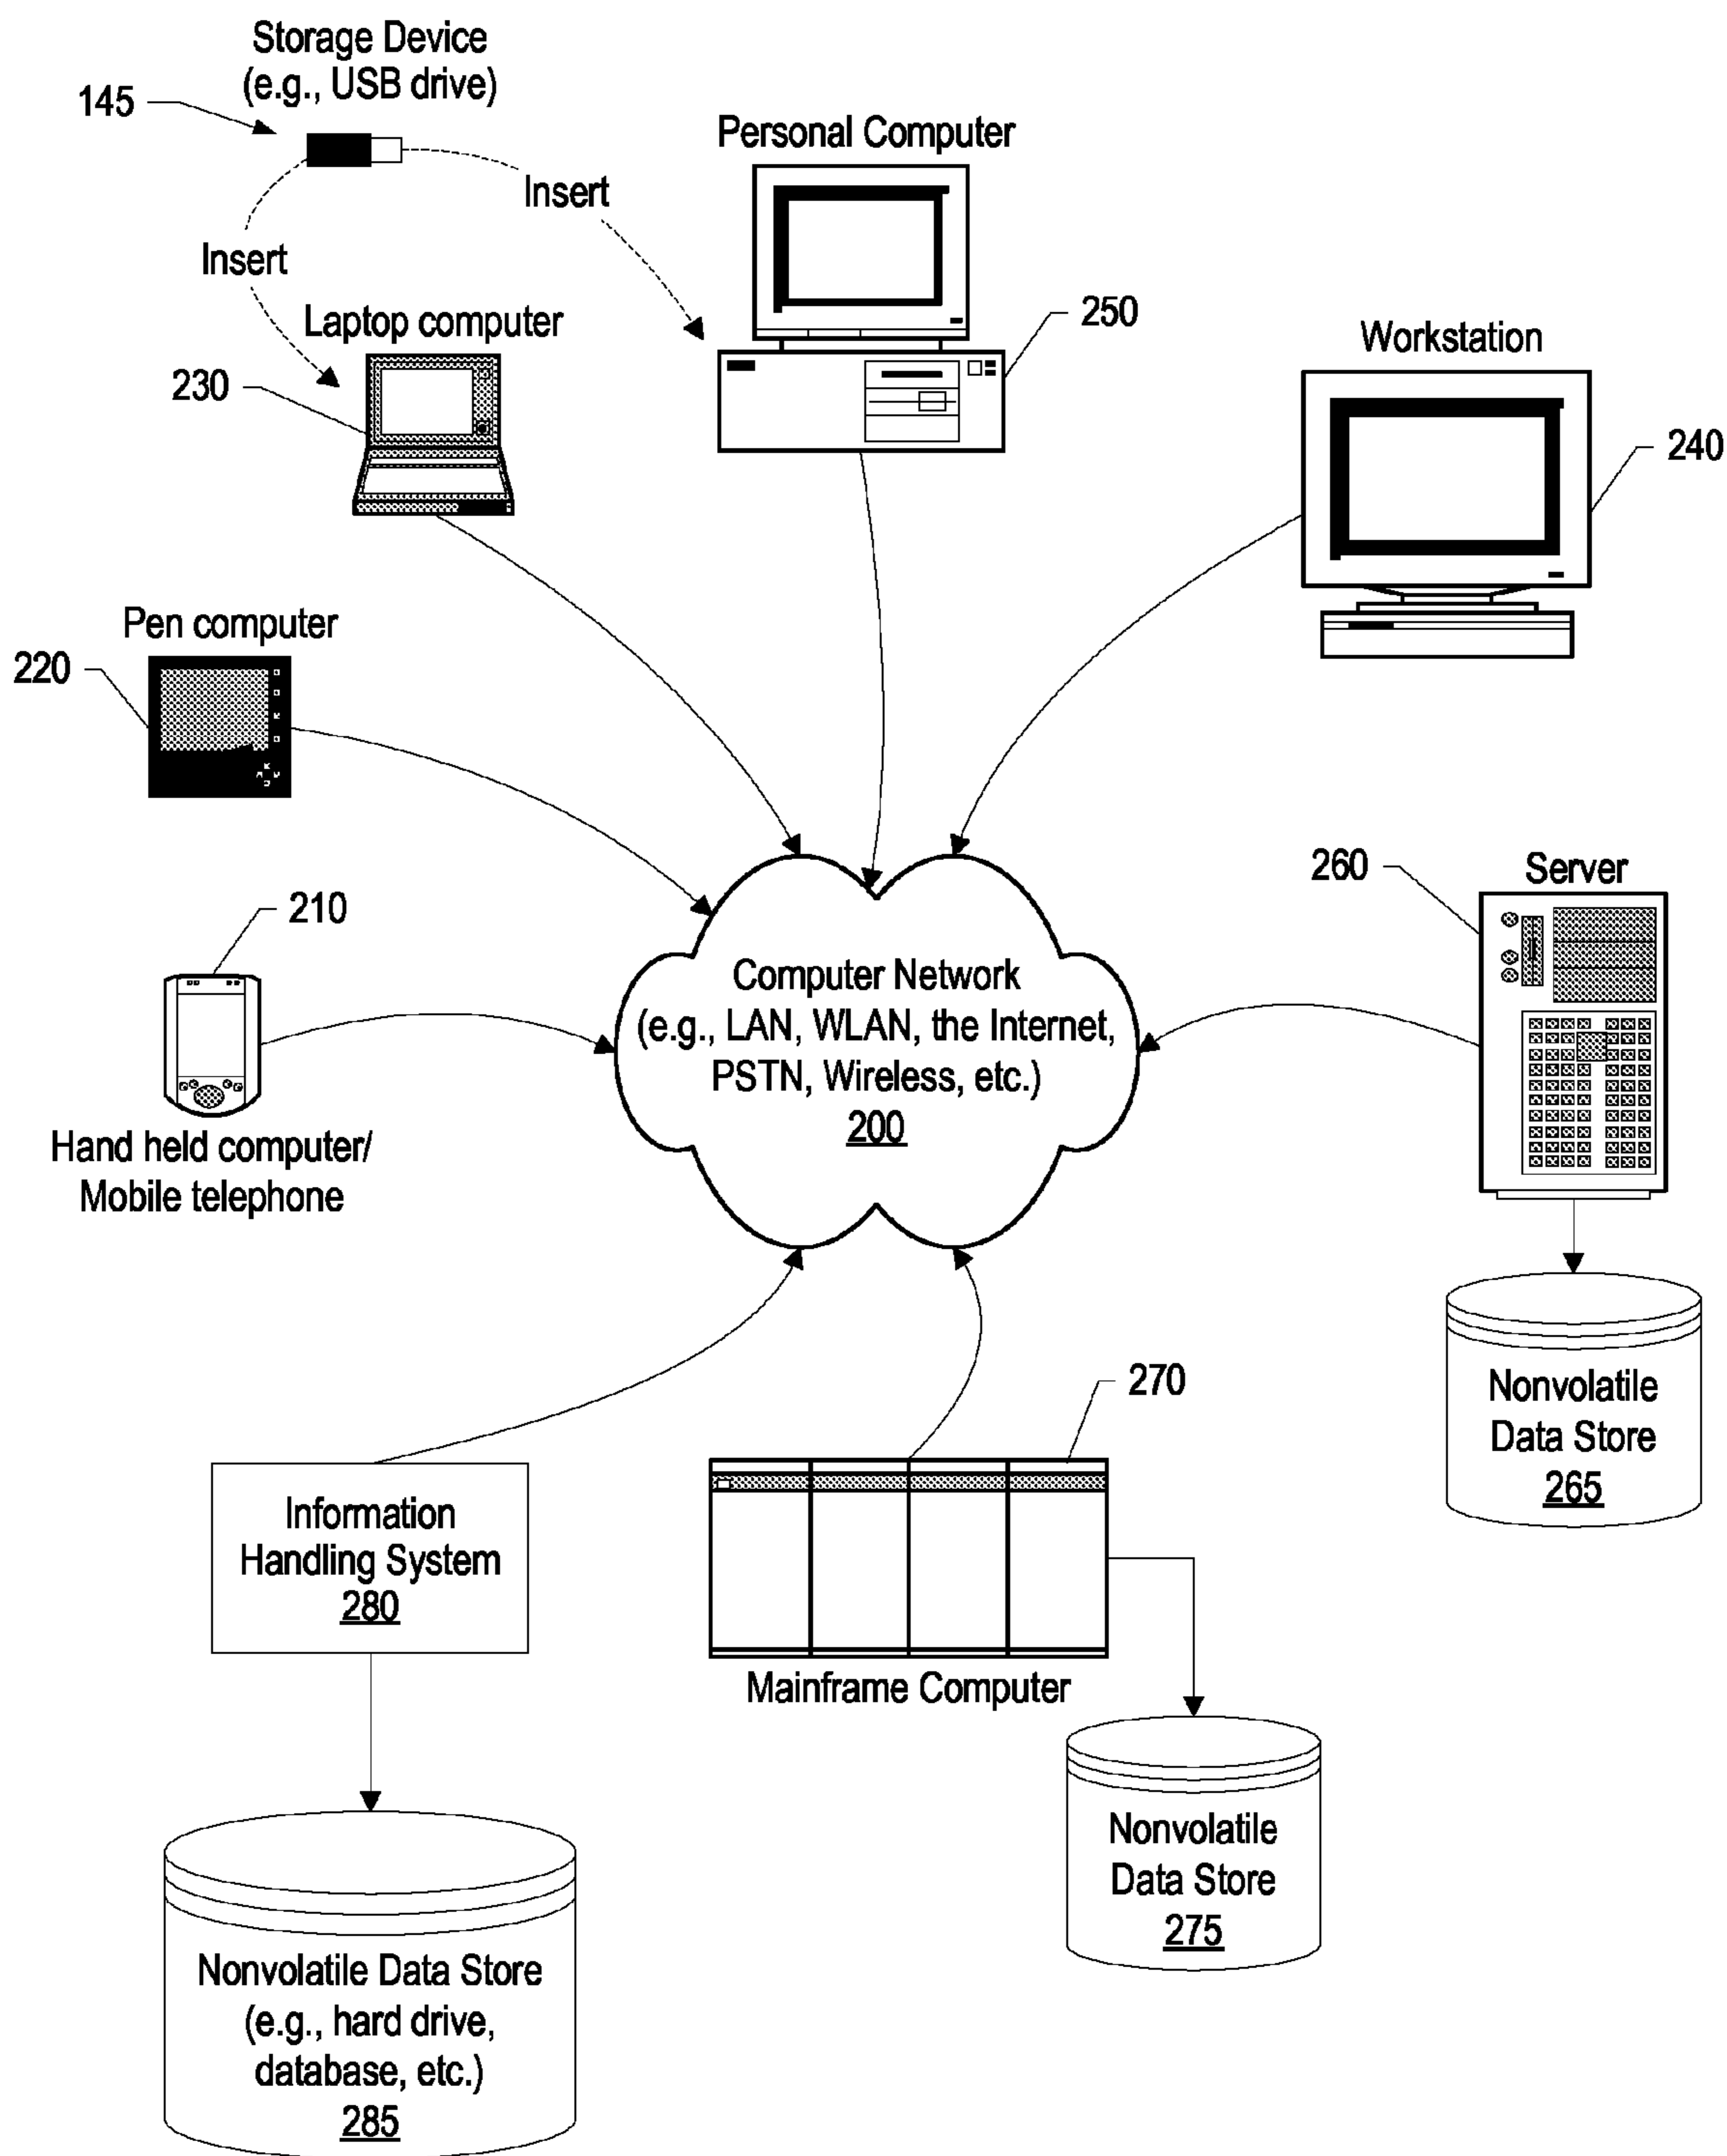 Storage Device
(e.g., USB drive)
145
Personal Computer
Insert
Insert
Laptop computer
250
Workstation
230
240
Pen computer
220
260
Server
210
Computer Network
(e.g., LAN, WLAN, the Internet,
PSTN, Wireless, etc.)
200
Hand held computer/
Mobile telephone
270
Nonvolatile
Data Store
265
Information
Handling System
280
Mainframe Computer
Nonvolatile
Data Store
275
Nonvolatile Data Store
(e.g., hard drive,
database, etc.)
285